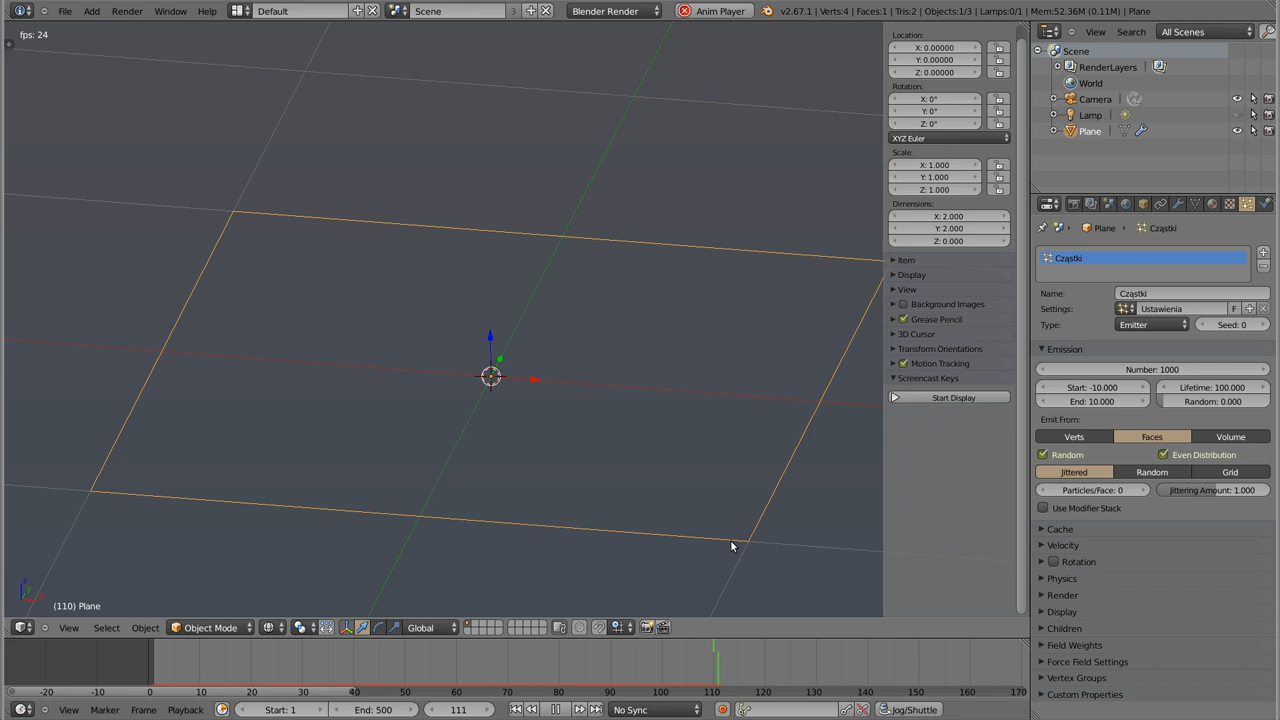 File Add Render Window Help Default Scene 3 Blender Render Anim Player v2.67.1 | Verts:4 | Faces:1 | Tris:2 | Objects:1/3 | Lamps:0/1 | Mem:52.36M (0.11M) | Plane
fps: 24
(110) Plane
Location:
X: 0.00000
Y: 0.00000
Z: 0.00000
Rotation:
X: 0°
Y: 0°
Z: 0°
XYZ Euler
Scale:
X: 1.000
Y: 1.000
Z: 1.000
Dimensions:
X: 2.000
Y: 2.000
Z: 0.000
Item
Display
View
Background Images
Grease Pencil
3D Cursor
Transform Orientations
Motion Tracking
Screencast Keys
Start Display
View Search All Scenes
Scene
RenderLayers
World
Camera
Lamp
Plane
Plane Cząstki
Cząstki
Name: Cząstki
Settings: Ustawienia F
Type: Emitter Seed: 0
Emission
Number: 1000
Start: -10.000 Lifetime: 100.000
End: 10.000 Random: 0.000
Emit From:
Verts Faces Volume
Random Even Distribution
Jittered Random Grid
Particles/Face: 0 Jittering Amount: 1.000
Use Modifier Stack
Cache
Velocity
Rotation
Physics
Render
Display
Children
Field Weights
Force Field Settings
Vertex Groups
Custom Properties
View Select Object Object Mode Global
-20 -10 0 10 20 30 40 50 60 70 80 90 100 110 120 130 140 150 160 170
View Marker Frame Playback Start: 1 End: 500 111 No Sync Jog/Shuttle